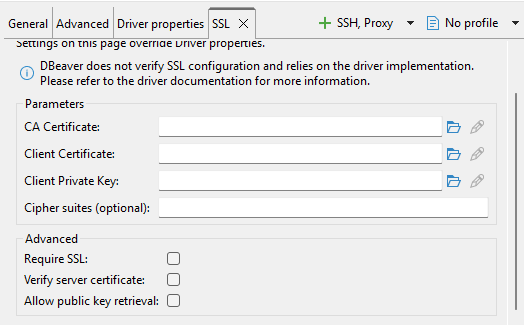 General
Advanced
Driver properties
SSL
SSH, Proxy
No profile
Settings on this page override Driver properties.
DBeaver does not verify SSL configuration and relies on the driver implementation.
Please refer to the driver documentation for more information.
Parameters
CA Certificate:
Client Certificate:
Client Private Key:
Cipher suites (optional):
Advanced
Require SSL:
Verify server certificate:
Allow public key retrieval: